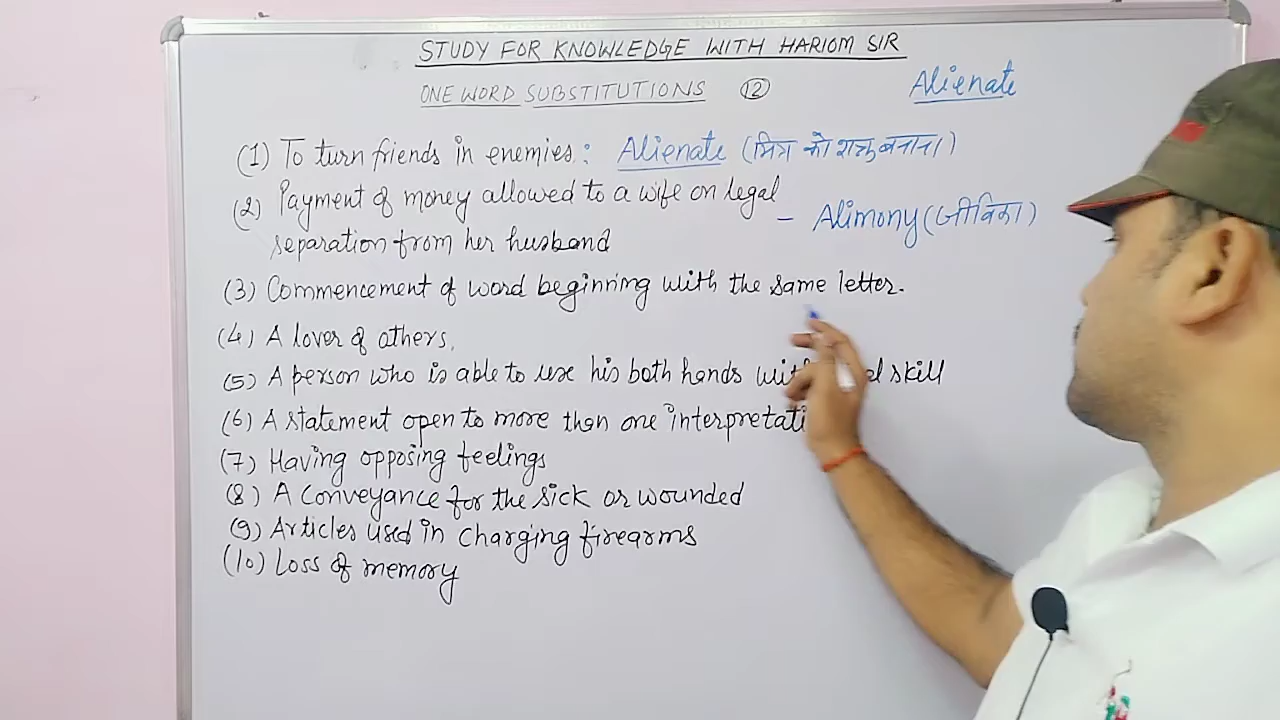 STUDY FOR KNOWLEDGE WITH HARIOM SIR
ONE WORD SUBSTITUTIONS (12)
Alienate
(1) To turn friends in enemies: Alienate (मित्र को शत्रु बनाना)
(2) Payment of money allowed to a wife on legal
separation from her husband - Alimony (जीविका)
(3) Commencement of word beginning with the same letter.
(4) A lover of others.
(5) A person who is able to use his both hands with skill
(6) A statement open to more than one
(7) Having opposing feelings
(8) A conveyance for the sick or wounded
(9) Articles used in charging firearms
(10) Loss of memory